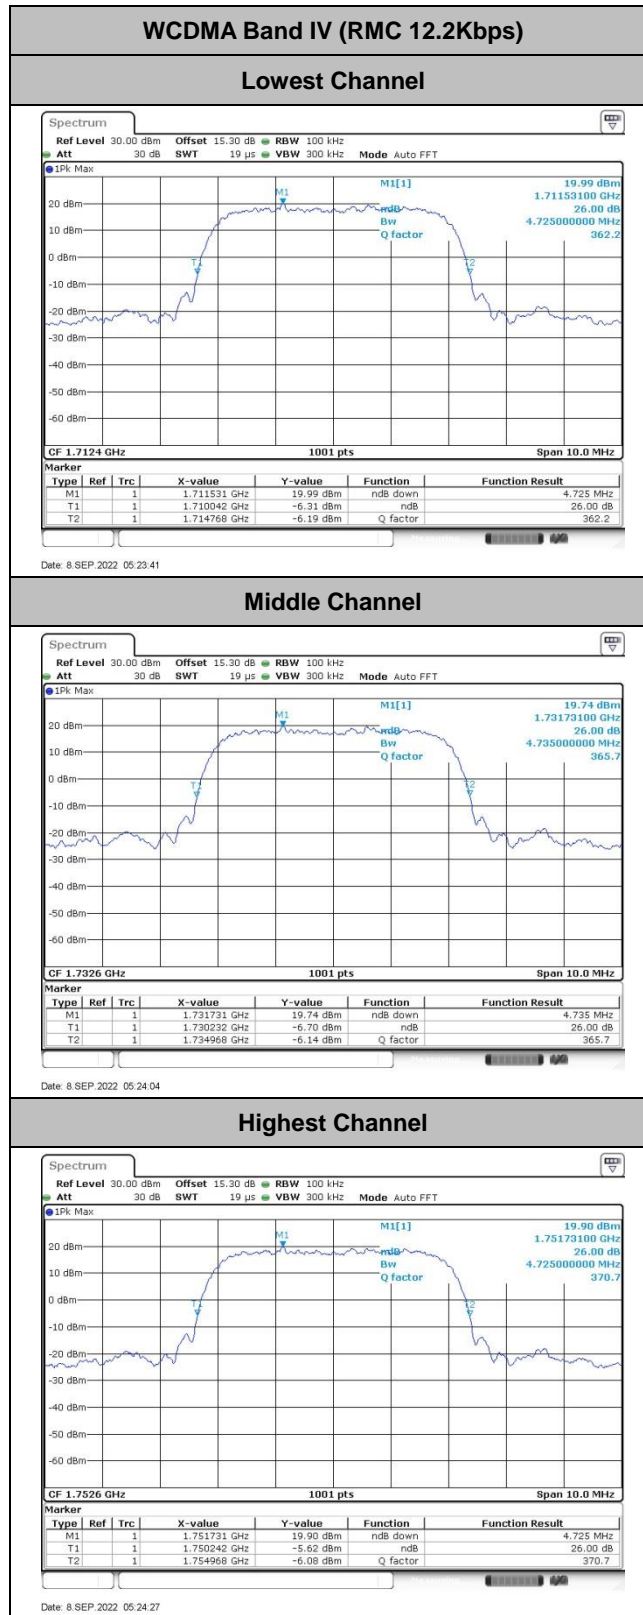 WCDMA Band IV (RMC 12.2Kbps)
Lowest Channel
Spectrum
Ref Level 30.00 dBm Offset 15.30 dB RBW 100 kHz
Att 30 dB SWT 19 µs VBW 300 kHz Mode Auto FFT
1Pk Max
M1[1] 19.99 dBm
1.71153100 GHz
ndB 26.00 dB
Bw 4.725000000 MHz
Q factor 362.2
M1
T1
T2
20 dBm
10 dBm
0 dBm
-10 dBm
-20 dBm
-30 dBm
-40 dBm
-50 dBm
-60 dBm
CF 1.7124 GHz 1001 pts Span 10.0 MHz
Marker
Type Ref Trc X-value Y-value Function Function Result
M1 1 1.711531 GHz 19.99 dBm ndB down 4.725 MHz
T1 1 1.710042 GHz -6.31 dBm ndB 26.00 dB
T2 1 1.714768 GHz -6.19 dBm Q factor 362.2
Date: 8.SEP.2022 05:23:41
Middle Channel
Spectrum
Ref Level 30.00 dBm Offset 15.30 dB RBW 100 kHz
Att 30 dB SWT 19 µs VBW 300 kHz Mode Auto FFT
1Pk Max
M1[1] 19.74 dBm
1.73173100 GHz
ndB 26.00 dB
Bw 4.735000000 MHz
Q factor 365.7
M1
T1
T2
20 dBm
10 dBm
0 dBm
-10 dBm
-20 dBm
-30 dBm
-40 dBm
-50 dBm
-60 dBm
CF 1.7326 GHz 1001 pts Span 10.0 MHz
Marker
Type Ref Trc X-value Y-value Function Function Result
M1 1 1.731731 GHz 19.74 dBm ndB down 4.735 MHz
T1 1 1.730232 GHz -6.70 dBm ndB 26.00 dB
T2 1 1.734968 GHz -6.14 dBm Q factor 365.7
Date: 8.SEP.2022 05:24:04
Highest Channel
Spectrum
Ref Level 30.00 dBm Offset 15.30 dB RBW 100 kHz
Att 30 dB SWT 19 µs VBW 300 kHz Mode Auto FFT
1Pk Max
M1[1] 19.90 dBm
1.75173100 GHz
ndB 26.00 dB
Bw 4.725000000 MHz
Q factor 370.7
M1
T1
T2
20 dBm
10 dBm
0 dBm
-10 dBm
-20 dBm
-30 dBm
-40 dBm
-50 dBm
-60 dBm
CF 1.7526 GHz 1001 pts Span 10.0 MHz
Marker
Type Ref Trc X-value Y-value Function Function Result
M1 1 1.751731 GHz 19.90 dBm ndB down 4.725 MHz
T1 1 1.750242 GHz -5.62 dBm ndB 26.00 dB
T2 1 1.754968 GHz -6.08 dBm Q factor 370.7
Date: 8.SEP.2022 05:24:27